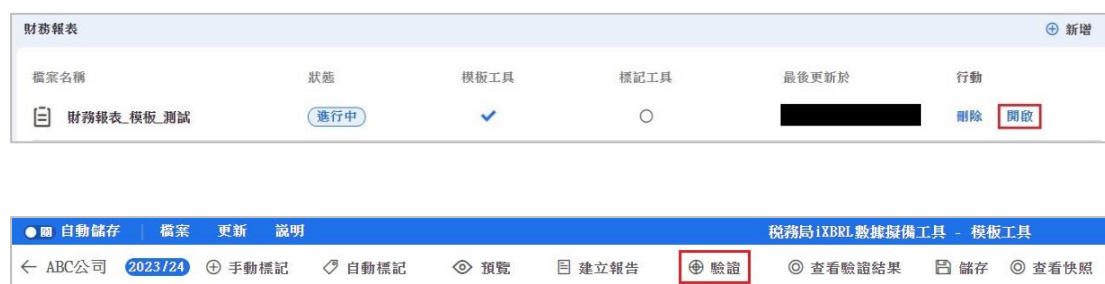 財務報表 新增
檔案名稱 狀態 模板工具 標記工具 最後更新於 行動
財務報表_模板_測試 進行中 刪除 開啟
關 自動儲存 檔案 更新 説明 稅務局iXBRL數據擬備工具 - 模板工具
ABC公司 2023/24 手動標記 自動標記 預覽 建立報告 驗證 查看驗證結果 儲存 查看快照